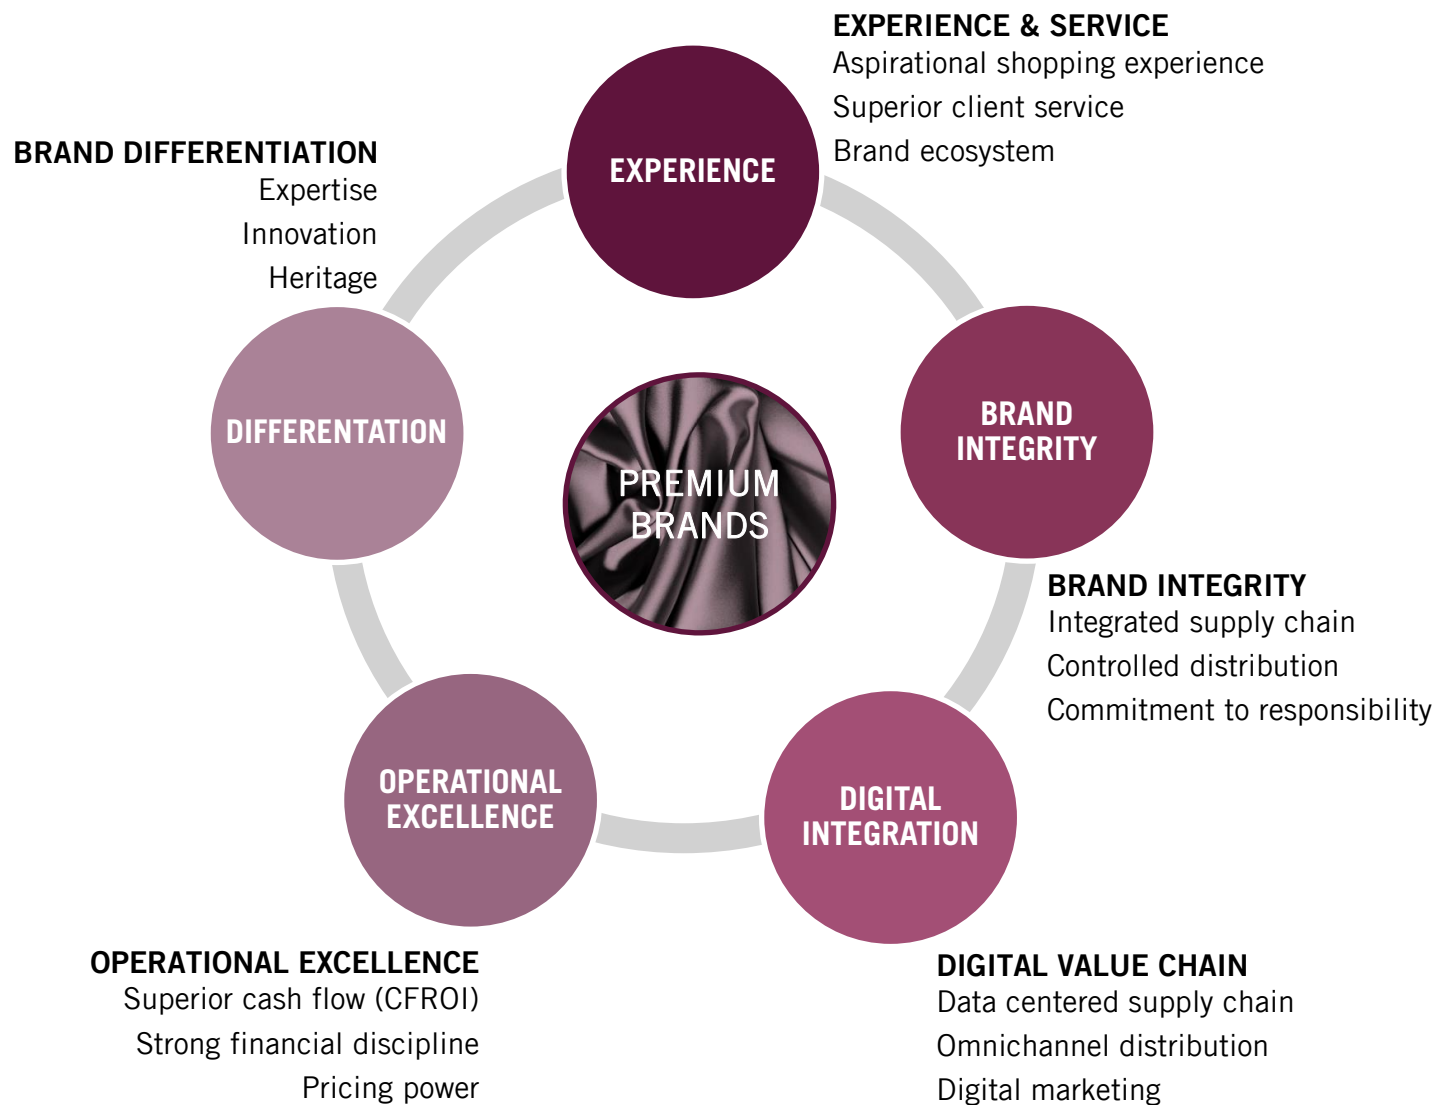 EXPERIENCE & SERVICE
Aspirational shopping experience
Superior client service
Brand ecosystem
EXPERIENCE
BRAND DIFFERENTIATION
Expertise
Innovation
Heritage
DIFFERENTATION
BRAND
INTEGRITY
PREMIUM
BRANDS
BRAND INTEGRITY
Integrated supply chain
Controlled distribution
Commitment to responsibility
OPERATIONAL
EXCELLENCE
DIGITAL
INTEGRATION
OPERATIONAL EXCELLENCE
Superior cash flow (CFROI)
Strong financial discipline
Pricing power
DIGITAL VALUE CHAIN
Data centered supply chain
Omnichannel distribution
Digital marketing